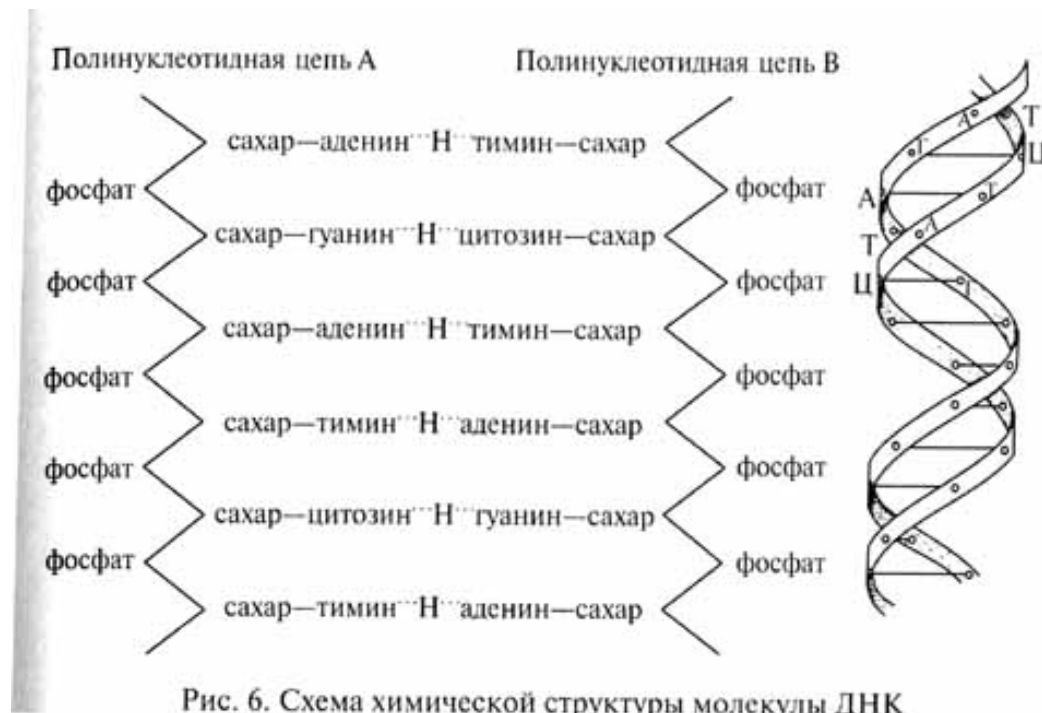 Полинуклеотидная цепь А Полинуклеотидная цепь В
сахар—аденин···Н···тимин—сахар
фосфат фосфат
сахар—гуанин···Н···цитозин—сахар
фосфат фосфат
сахар—аденин···Н···тимин—сахар
фосфат фосфат
сахар—тимин···Н···аденин—сахар
фосфат фосфат
сахар—цитозин···Н···гуанин—сахар
фосфат фосфат
сахар—тимин···Н···аденин—сахар
А Т
Г Ц
А Т
Т А
Ц
Рис. 6. Схема химической структуры молекулы ДНК